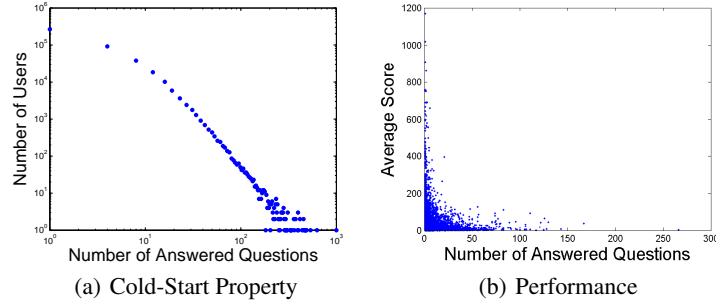 10^6
10^5
10^4
10^3
10^2
10^1
10^0
Number of Users
10^0 10^1 10^2 10^3
Number of Answered Questions
(a) Cold-Start Property
1200
1000
800
600
400
200
0
Average Score
0 50 100 150 200 250 300
Number of Answered Questions
(b) Performance